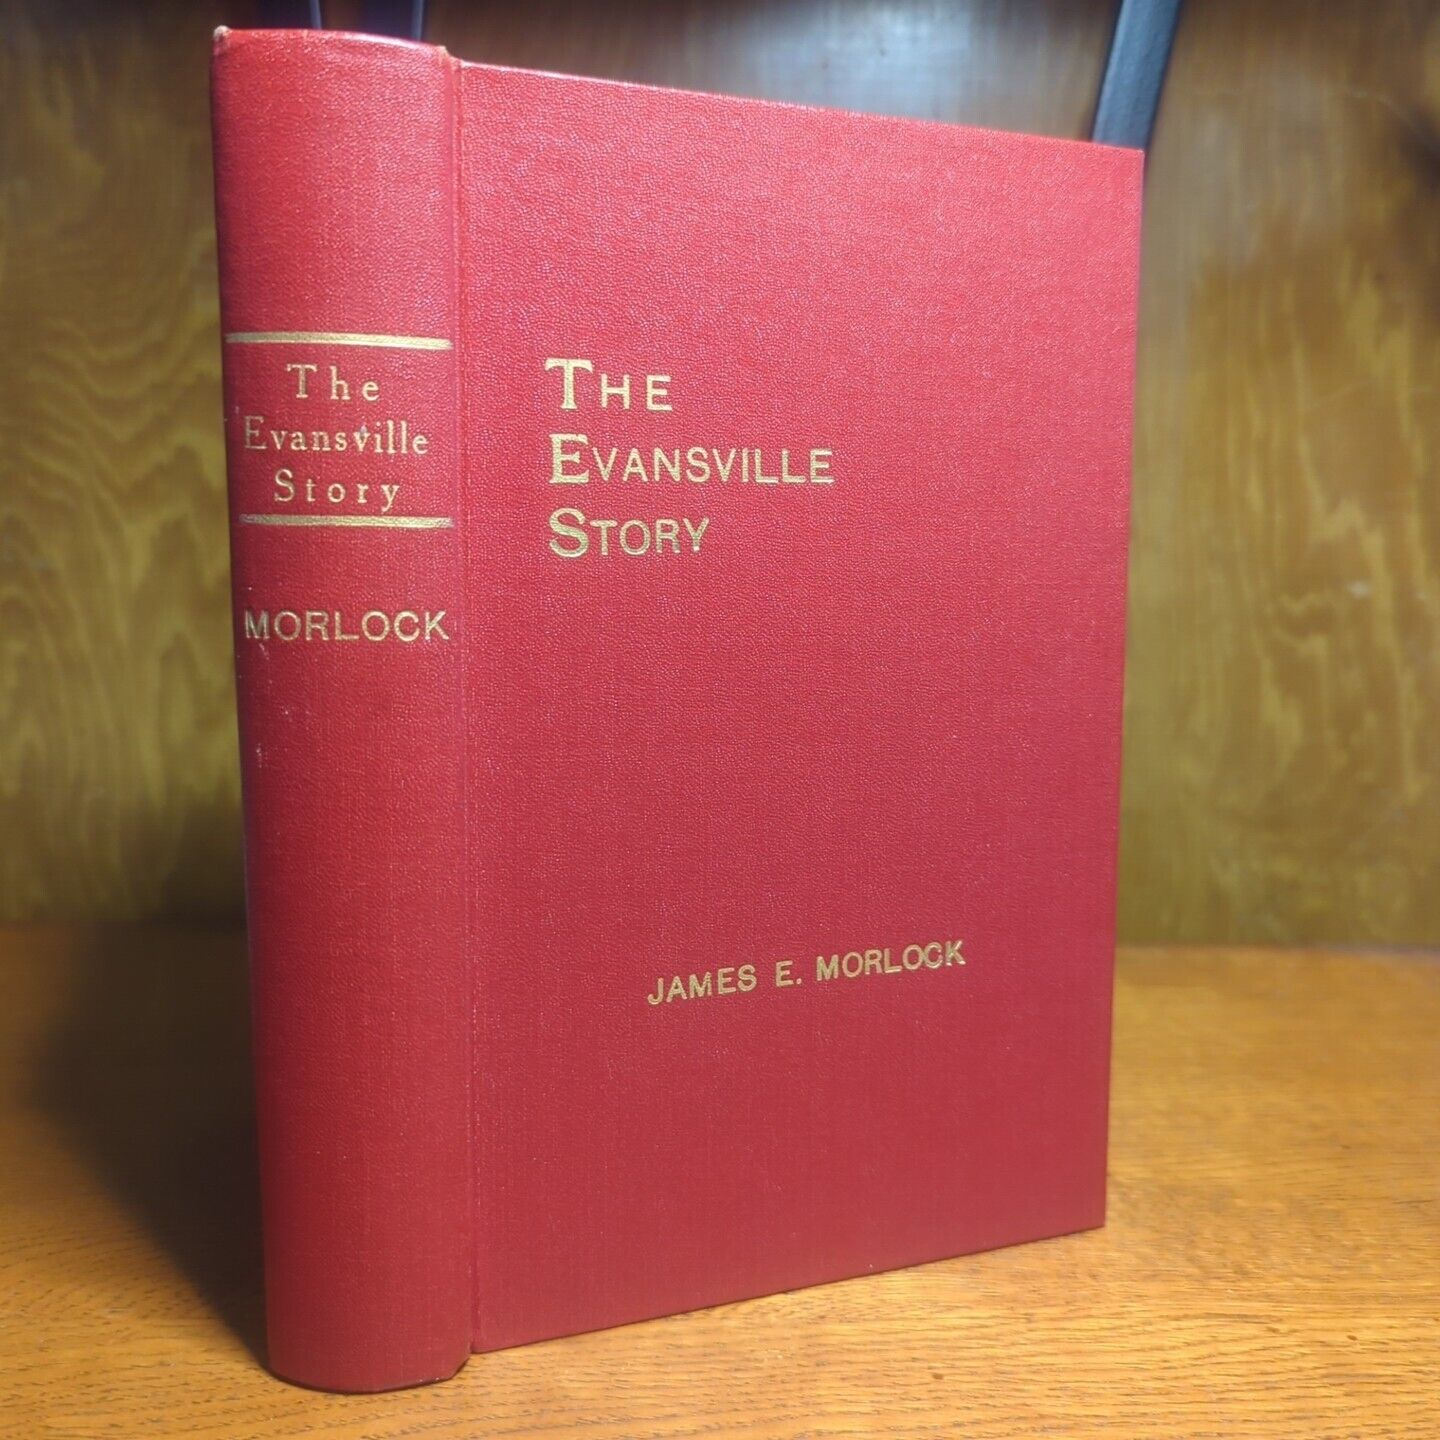 The
Evansville
Story
MORLOCK
THE
EVANSVILLE
STORY
JAMES E. MORLOCK